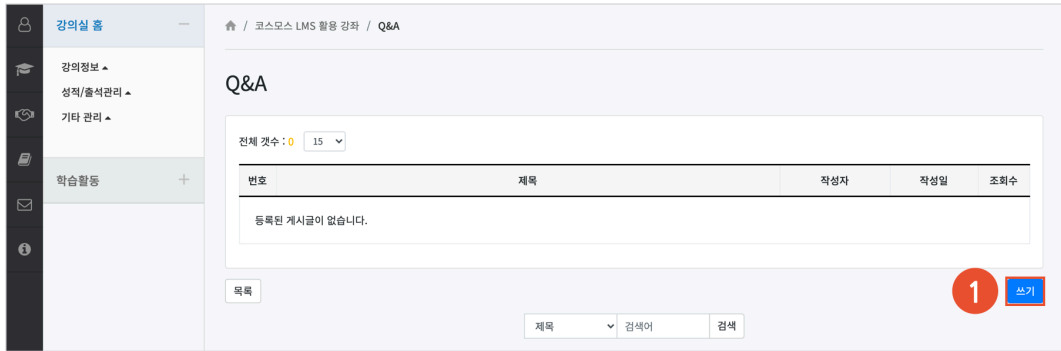 강의실 홈
/ 코스모스 LMS 활용 강좌 / Q&A
강의정보
성적/출석관리
기타 관리
학습활동
Q&A
전체 갯수 : 0 15
번호 제목 작성자 작성일 조회수
등록된 게시글이 없습니다.
목록
1 쓰기
제목 검색어 검색